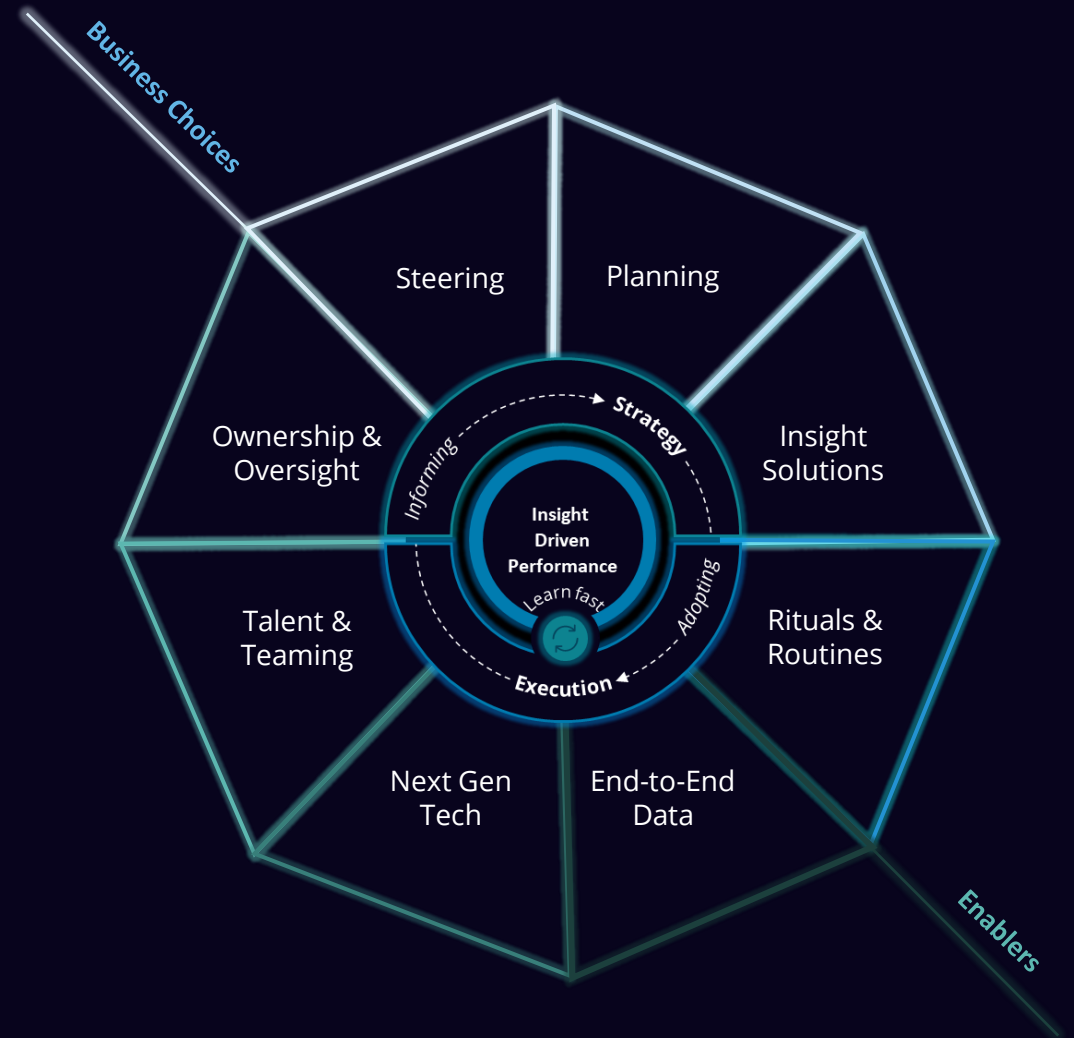 Business Choices
Steering
Planning
Ownership &
Oversight
Insight
Solutions
Informing
Strategy
Insight
Driven
Performance
Learn fast
Adopting
Execution
Talent &
Teaming
Rituals &
Routines
Next Gen
Tech
End-to-End
Data
Enablers